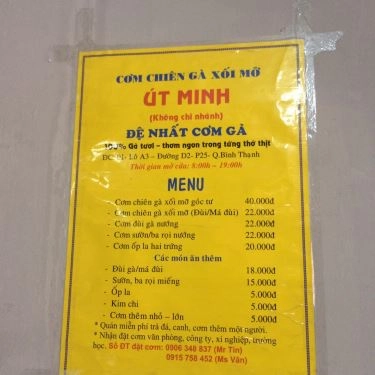 CƠM CHIÊN GÀ XỐI MỠ
ÚT MINH
(Không chi nhánh)
ĐỆ NHẤT CƠM GÀ
100% Gà tươi – thơm ngon trong từng thớ thịt
Lô A3 – Đường D2- P25- Q.Bình Thạnh
Thời gian mở cửa: 8:00h – 19:00h
MENU
- Cơm chiên gà xối mỡ góc tư 40.000đ
- Cơm chiên gà xối mỡ (Đùi/Má đùi) 22.000đ
- Cơm đùi gà nướng 22.000đ
- Cơm sườn/ba rọi nướng 22.000đ
- Cơm ốp la hai trứng 20.000đ
Các món ăn thêm
- Đùi gà/má đùi 18.000đ
- Sườn, ba rọi miếng 15.000đ
- Ốp la 5.000đ
- Kim chi 5.000đ
- Cơm thêm nhỏ – lớn 5.000đ
* Quán miễn phí trà đá, canh, cơm thêm một người.
* Nhận đặt cơm văn phòng, công ty, xí nghiệp, trường
học. Số ĐT đặt cơm: 0906 348 837 (Mr Tín)
0915 758 452 (Ms Vân)